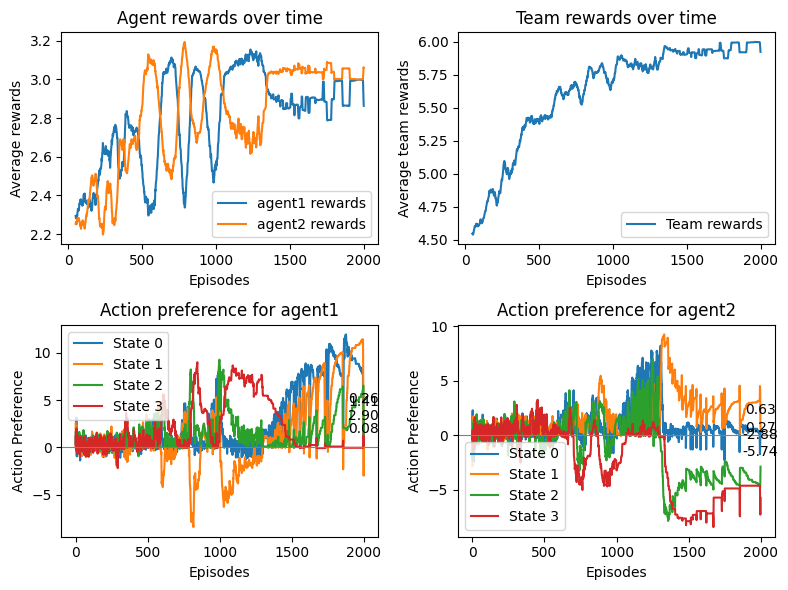 Agent rewards over time
Average rewards
3.2
3.0
2.8
2.6
2.4
2.2
agent1 rewards
agent2 rewards
0 500 1000 1500 2000
Episodes
Team rewards over time
Average team rewards
6.00
5.75
5.50
5.25
5.00
4.75
4.50
Team rewards
0 500 1000 1500 2000
Episodes
Action preference for agent1
Action Preference
10
5
0
−5
State 0
State 1
State 2
State 3
0.26
2.90
0.08
0 500 1000 1500 2000
Episodes
Action preference for agent2
Action Preference
10
5
0
−5
0.63
0.27
-2.88
-5.74
State 0
State 1
State 2
State 3
0 500 1000 1500 2000
Episodes